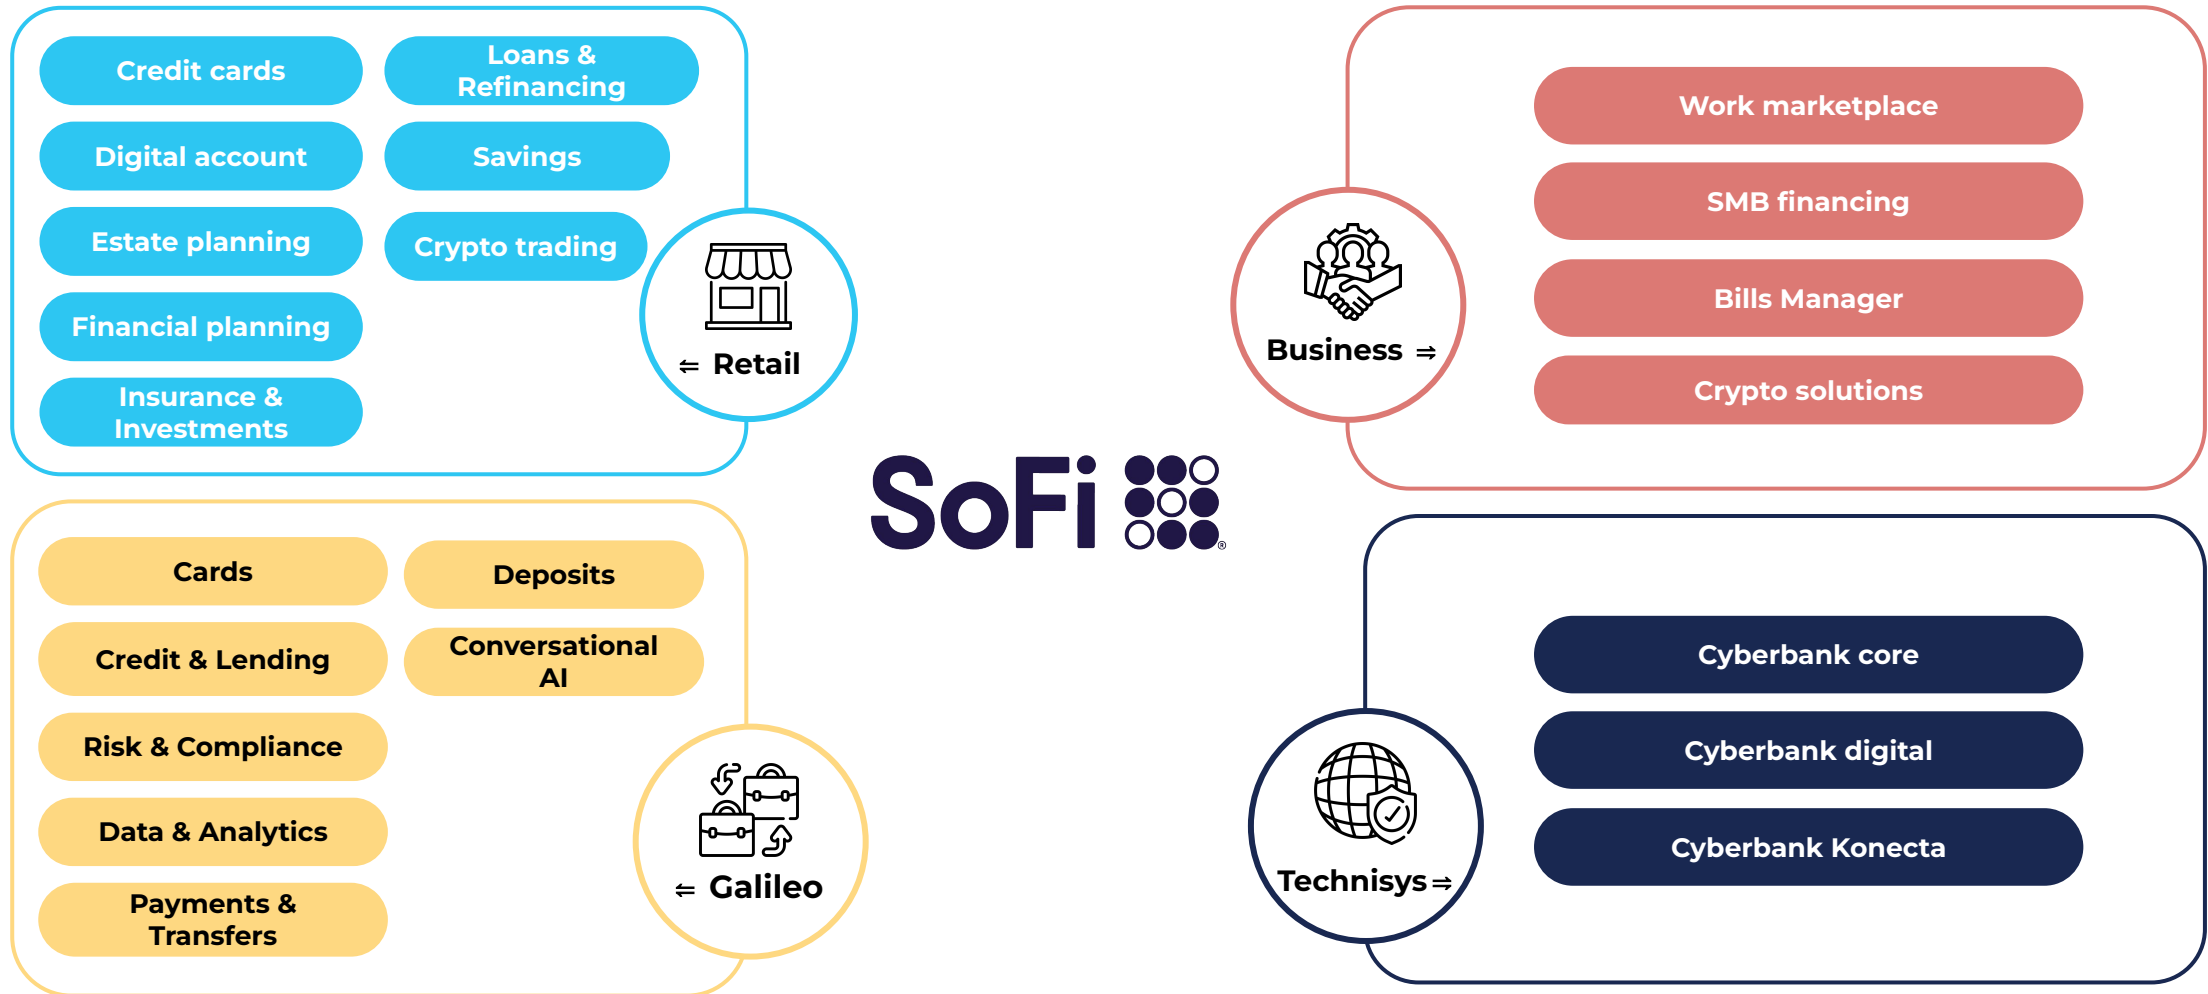 Credit cards
Loans &
Refinancing
Digital account
Savings
Estate planning
Crypto trading
Financial planning
Insurance &
Investments
⇐ Retail
Work marketplace
SMB financing
Bills Manager
Crypto solutions
Business ⇒
SoFi ®
Cards
Deposits
Credit & Lending
Conversational
AI
Risk & Compliance
Data & Analytics
Payments &
Transfers
⇐ Galileo
Cyberbank core
Cyberbank digital
Cyberbank Konecta
Technisys ⇒